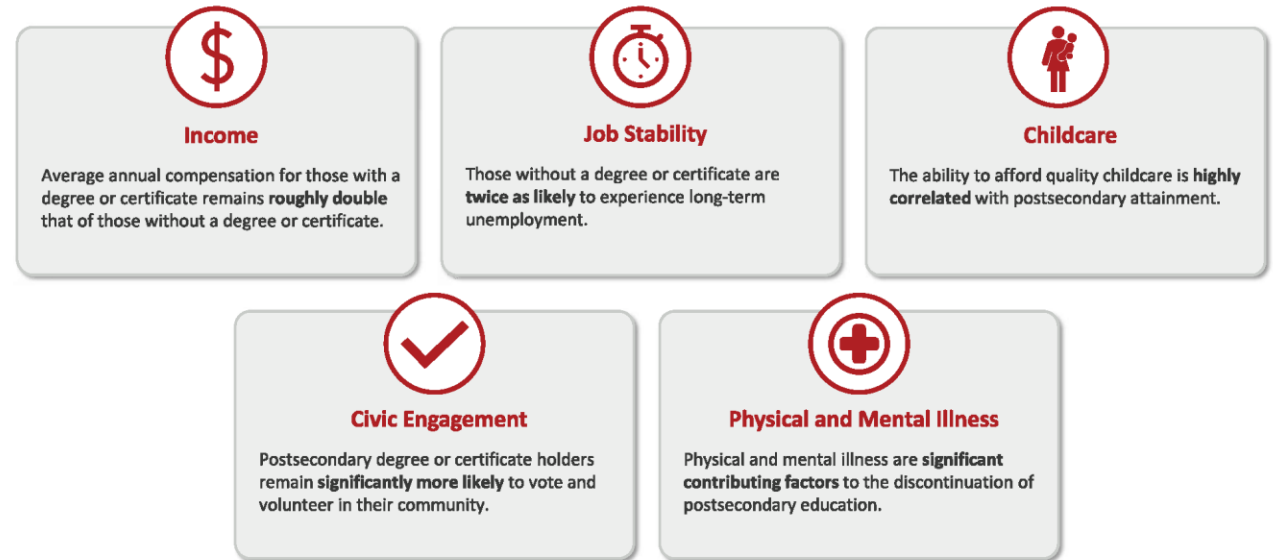 $
Income
Average annual compensation for those with a
degree or certificate remains roughly double
that of those without a degree or certificate.
Job Stability
Those without a degree or certificate are
twice as likely to experience long-term
unemployment.
Childcare
The ability to afford quality childcare is highly
correlated with postsecondary attainment.
Civic Engagement
Postsecondary degree or certificate holders
remain significantly more likely to vote and
volunteer in their community.
Physical and Mental Illness
Physical and mental illness are significant
contributing factors to the discontinuation of
postsecondary education.